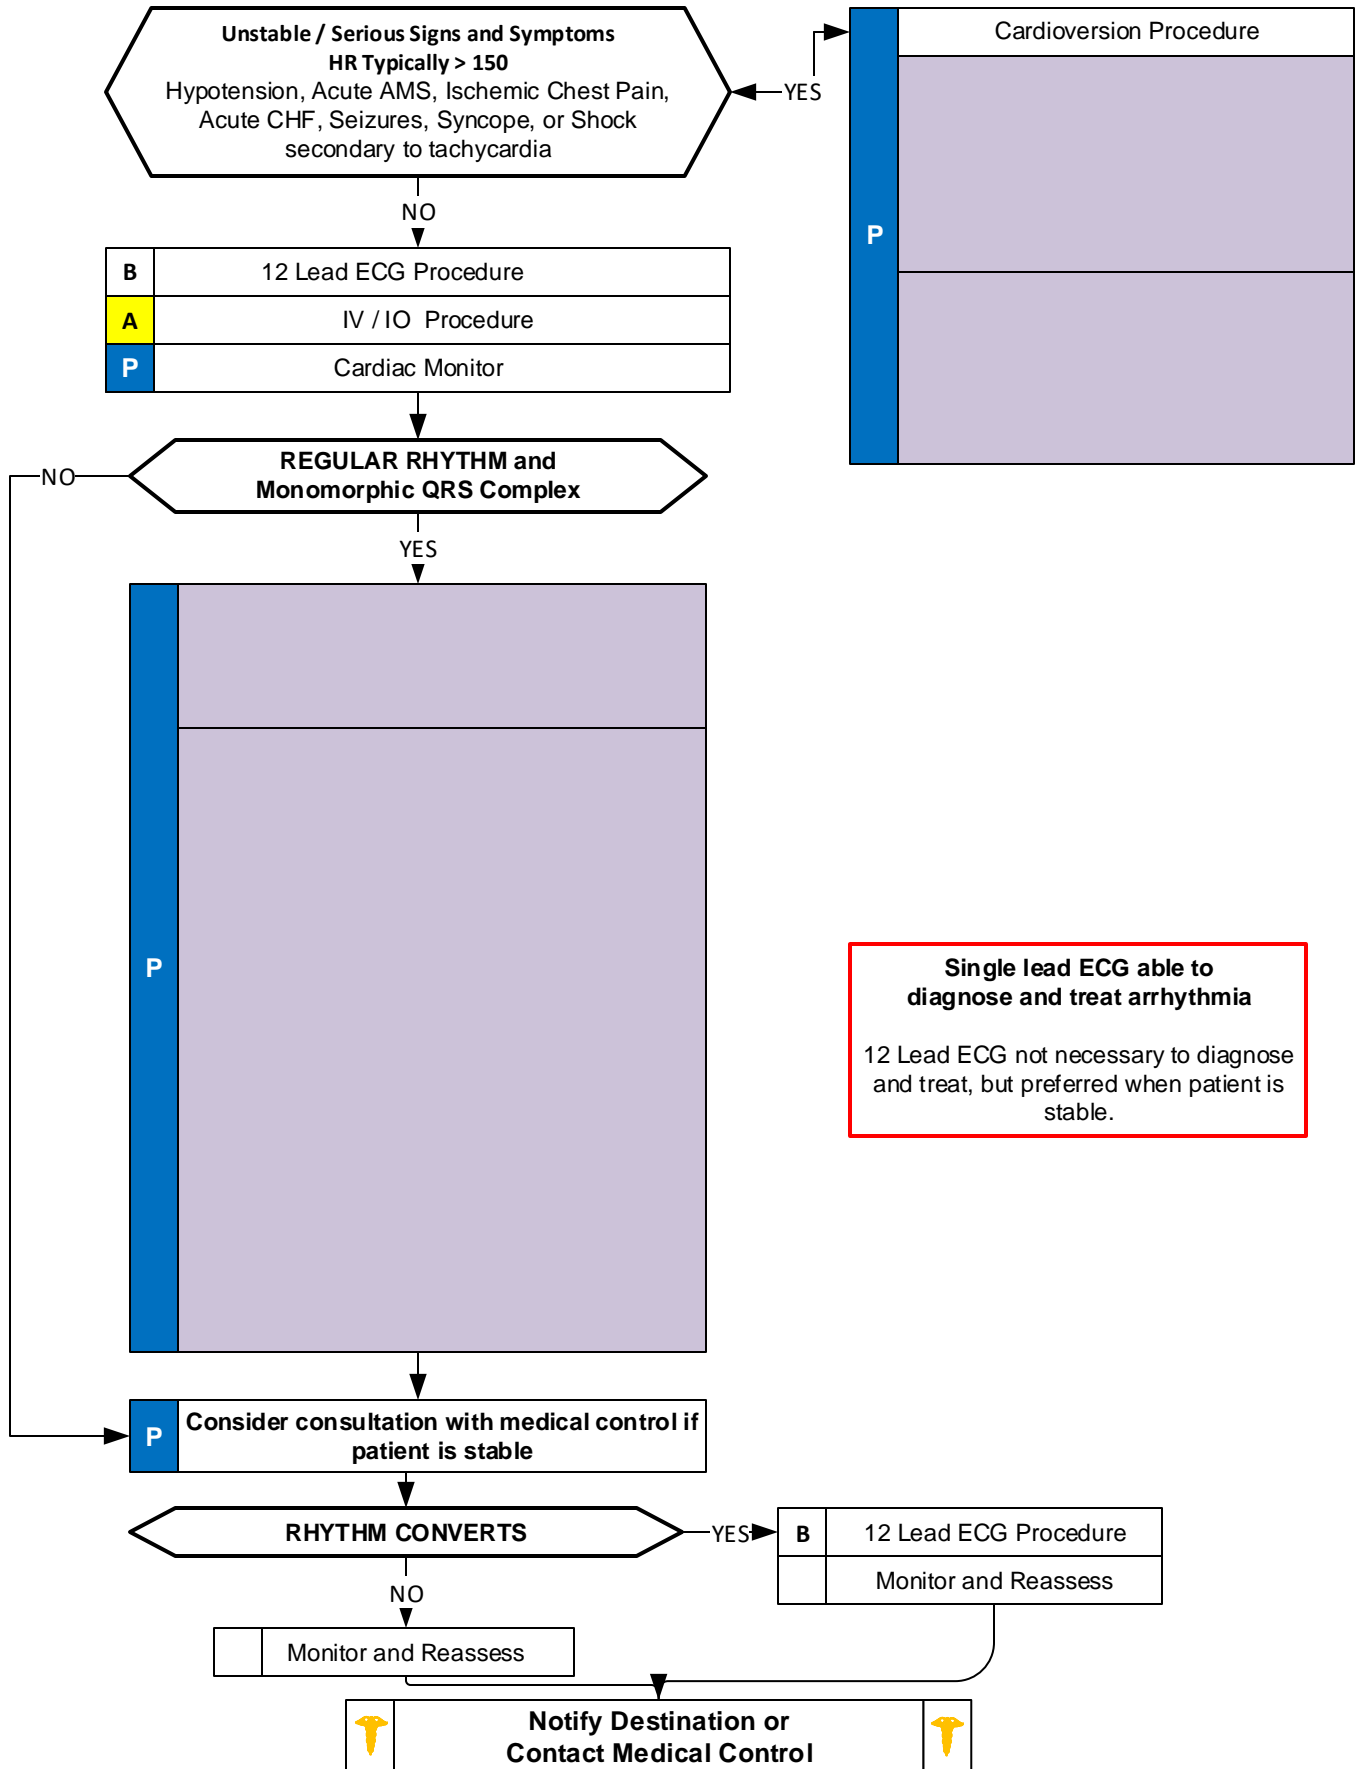 Unstable / Serious Signs and Symptoms
HR Typically > 150
Hypotension, Acute AMS, Ischemic Chest Pain,
Acute CHF, Seizures, Syncope, or Shock
secondary to tachycardia
YES
Cardioversion Procedure
P
NO
B
12 Lead ECG Procedure
A
IV / IO Procedure
P
Cardiac Monitor
NO
REGULAR RHYTHM and
Monomorphic QRS Complex
YES
P
Single lead ECG able to
diagnose and treat arrhythmia
12 Lead ECG not necessary to diagnose
and treat, but preferred when patient is
stable.
P
Consider consultation with medical control if
patient is stable
RHYTHM CONVERTS
YES
B
12 Lead ECG Procedure
Monitor and Reassess
NO
Monitor and Reassess
Notify Destination or
Contact Medical Control